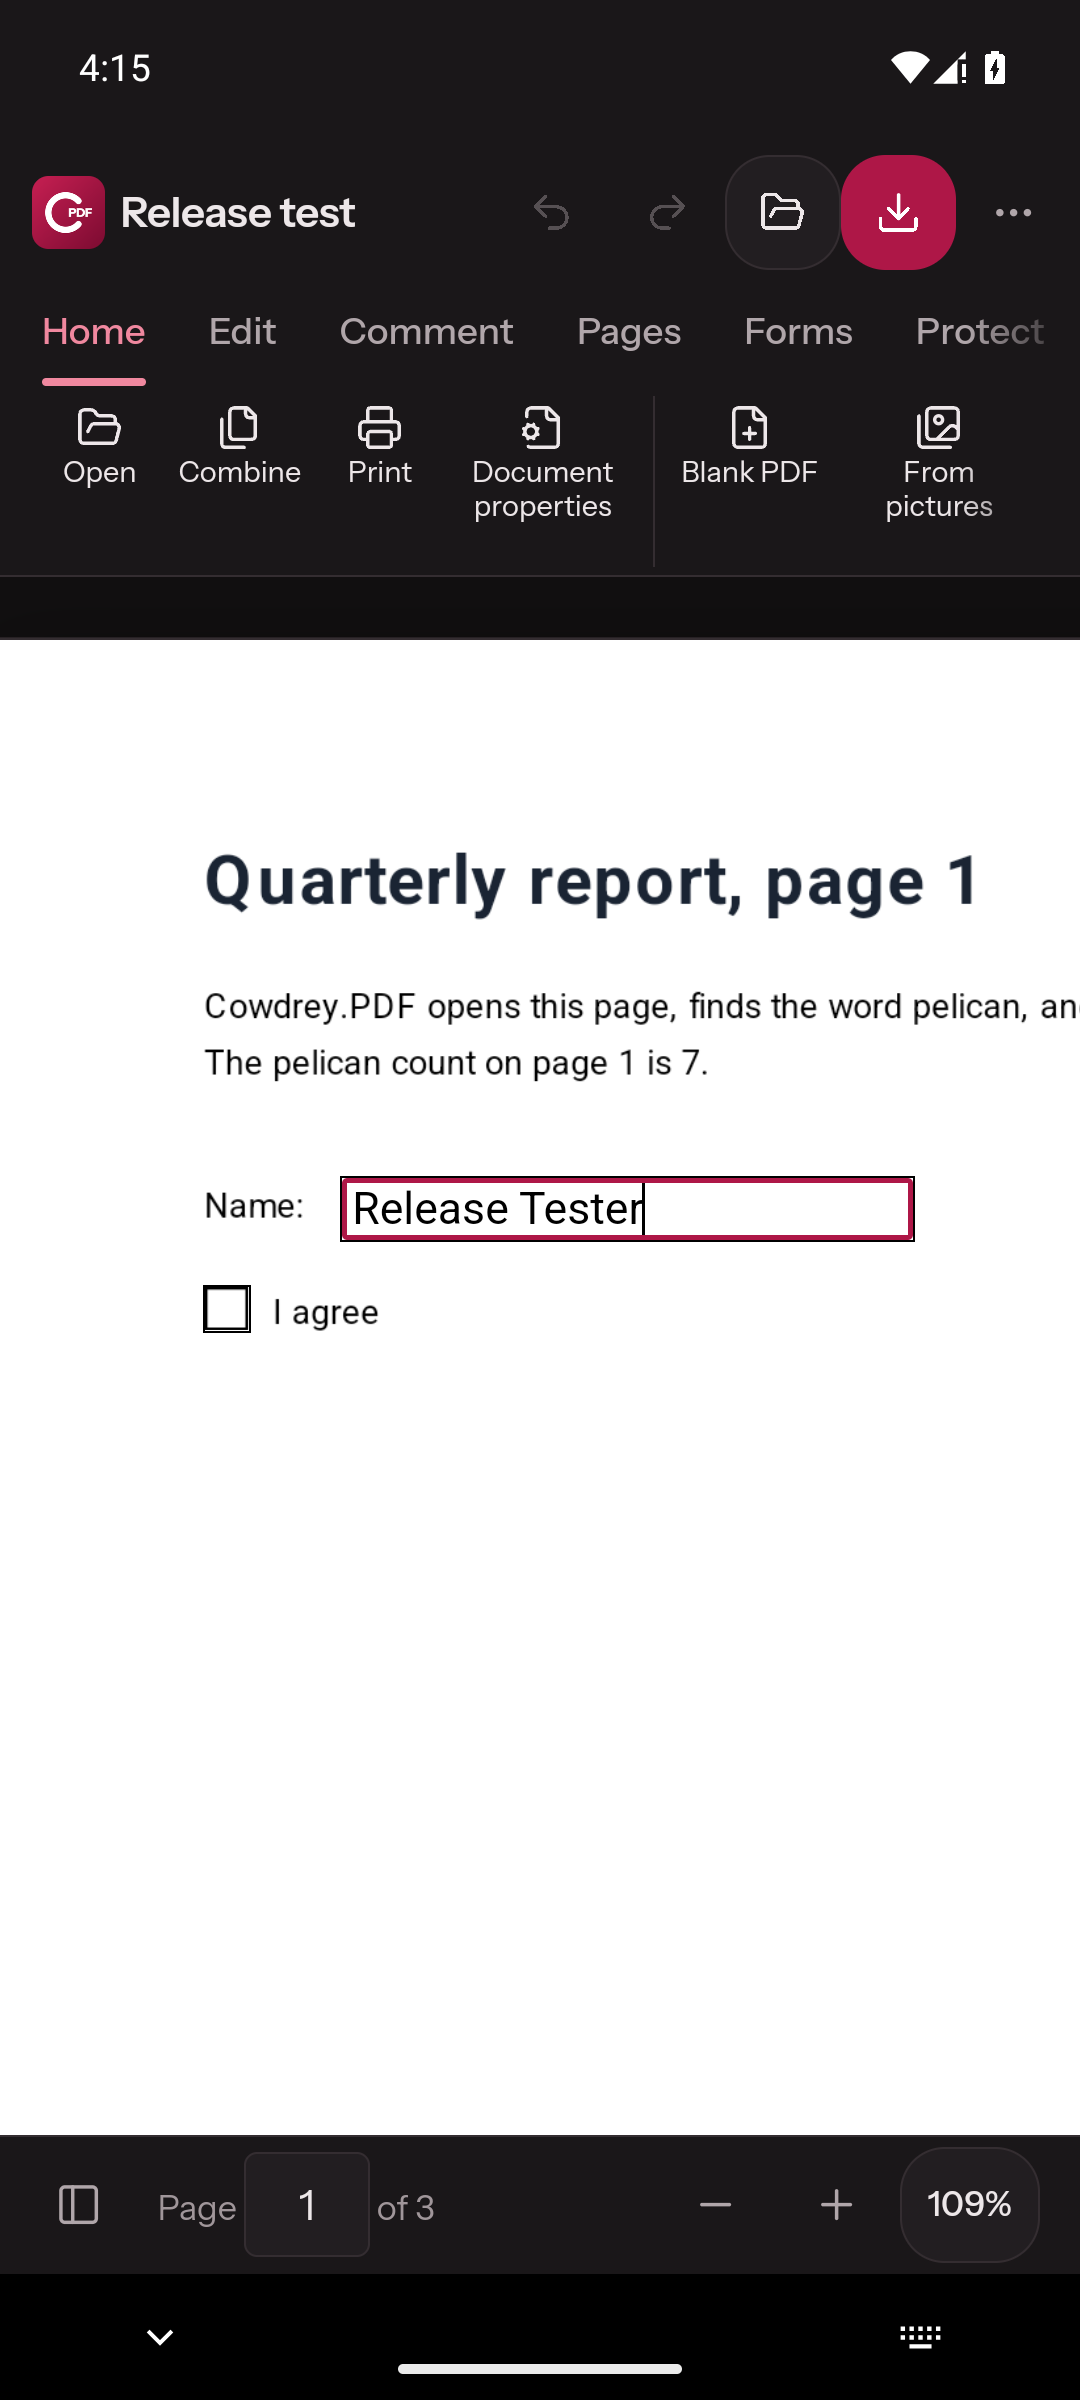 4:15
PDF
Release test
Home Edit Comment Pages Forms Protect
Open Combine Print Document properties Blank PDF From pictures
Quarterly report, page 1
Cowdrey.PDF opens this page, finds the word pelican,
The pelican count on page 1 is 7.
Name: Release Tester
I agree
Page 1 of 3 109%